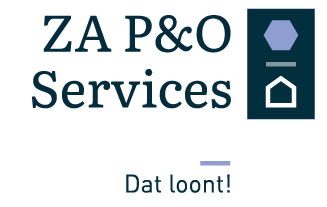 ZA P&O
Services
Dat loont!